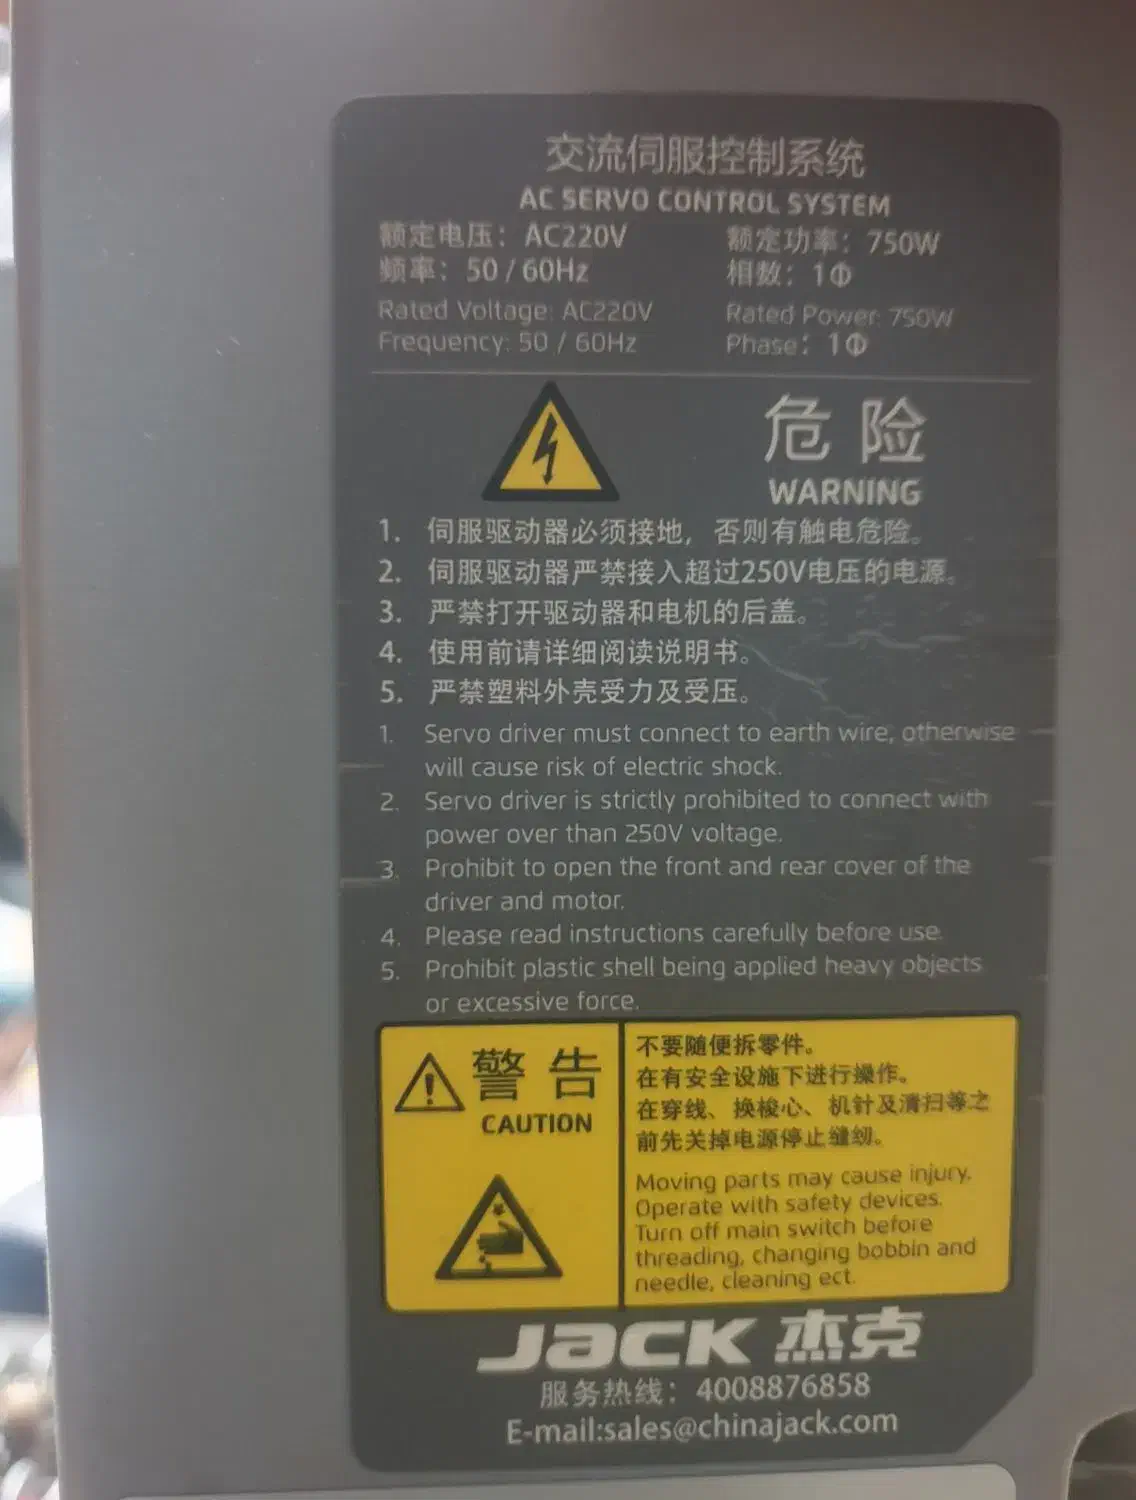 交流伺服控制系统
AC SERVO CONTROL SYSTEM
额定电压：AC220V 额定功率：750W
频率：50 / 60Hz 相数：1Φ
Rated Voltage: AC220V Rated Power: 750W
Frequency: 50 / 60Hz Phase：1Φ
危险
WARNING
1. 伺服驱动器必须接地，否则有触电危险。
2. 伺服驱动器严禁接入超过250V电压的电源。
3. 严禁打开驱动器和电机的后盖。
4. 使用前请详细阅读说明书。
5. 严禁塑料外壳受力及受压。
1. Servo driver must connect to earth wire, otherwise
will cause risk of electric shock.
2. Servo driver is strictly prohibited to connect with
power over than 250V voltage.
3. Prohibit to open the front and rear cover of the
driver and motor.
4. Please read instructions carefully before use.
5. Prohibit plastic shell being applied heavy objects
or excessive force.
警告
CAUTION
不要随便拆零件。
在有安全设施下进行操作。
在穿线、换梭心、机针及清扫等之
前先关掉电源停止缝纫。
Moving parts may cause injury.
Operate with safety devices.
Turn off main switch before
threading, changing bobbin and
needle, cleaning ect.
JACK 杰克
服务热线：4008876858
E-mail:sales@chinajack.com